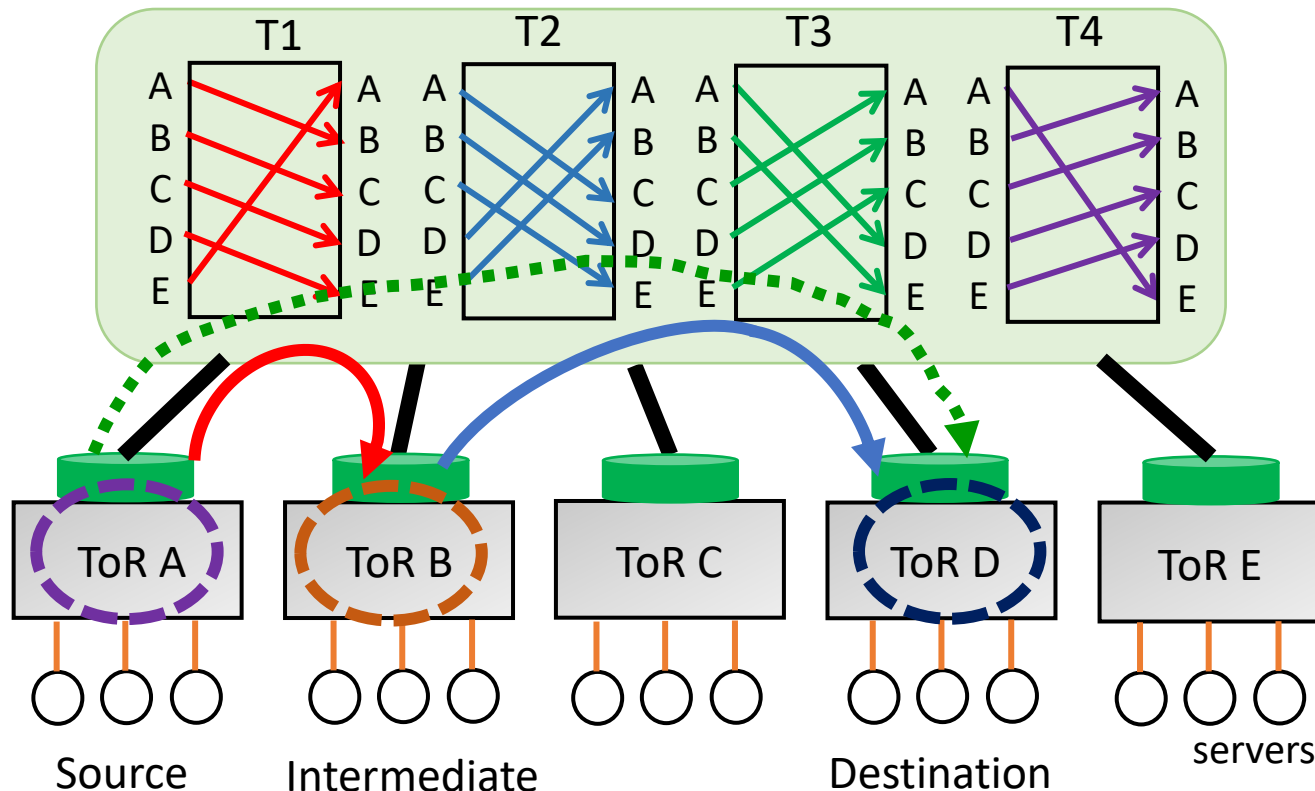 T1 T2 T3 T4
A A A A A A A A
B B B B B B B B
C C C C C C C C
D D D D D D D D
E E E E E E E E
ToR A ToR B ToR C ToR D ToR E
servers
Source Intermediate Destination